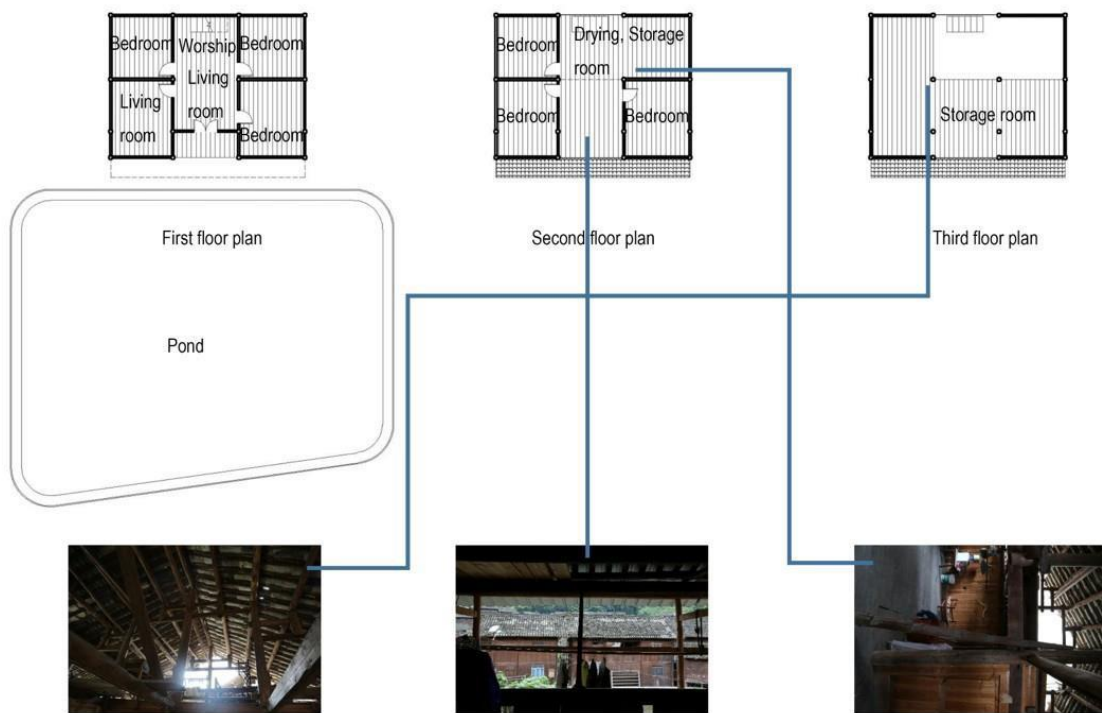 Bedroom
Worship
Bedroom
Living
room
Living
room
Bedroom
Bedroom
Drying, Storage
room
Bedroom
Bedroom
Storage room
First floor plan
Second floor plan
Third floor plan
Pond